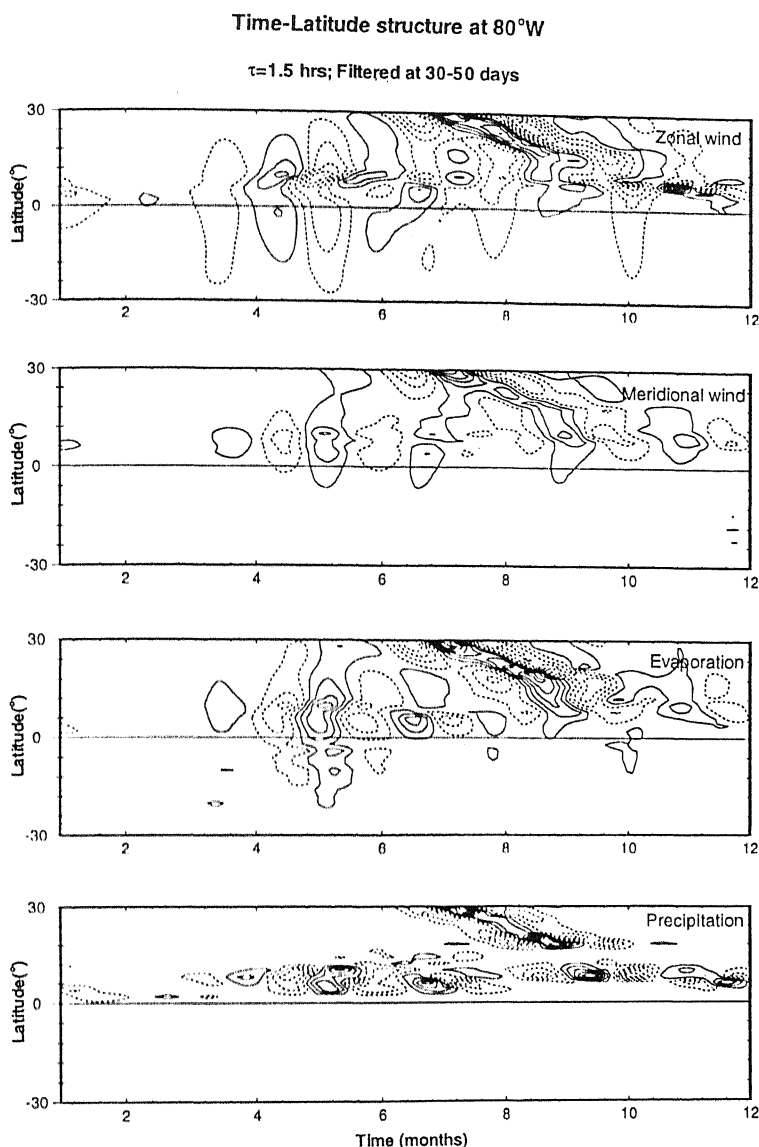 Time-Latitude structure at 80°W
τ=1.5 hrs; Filtered at 30-50 days
30
Zonal wind
Latitude(°)
0
-30
2 4 6 8 10 12
30
Meridional wind
Latitude(°)
0
-30
2 4 6 8 10 12
30
Evaporation
Latitude(°)
0
-30
2 4 6 8 10 12
30
Precipitation
Latitude(°)
0
-30
2 4 6 8 10 12
Time (months)